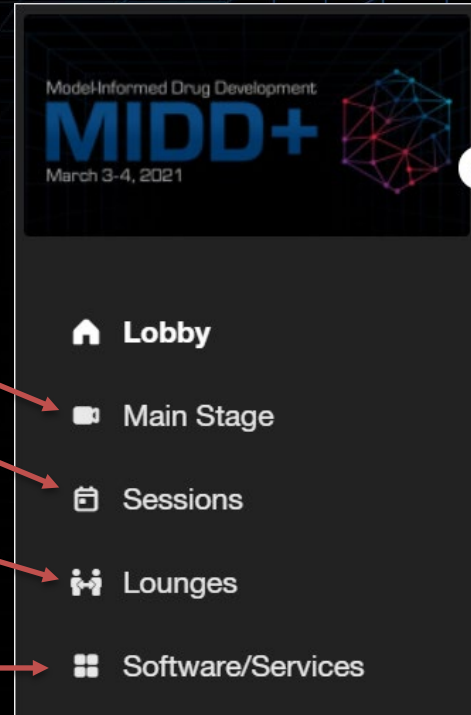 Model-Informed Drug Development
MIDD+
March 3-4, 2021
Lobby
Main Stage
Sessions
Lounges
Software/Services